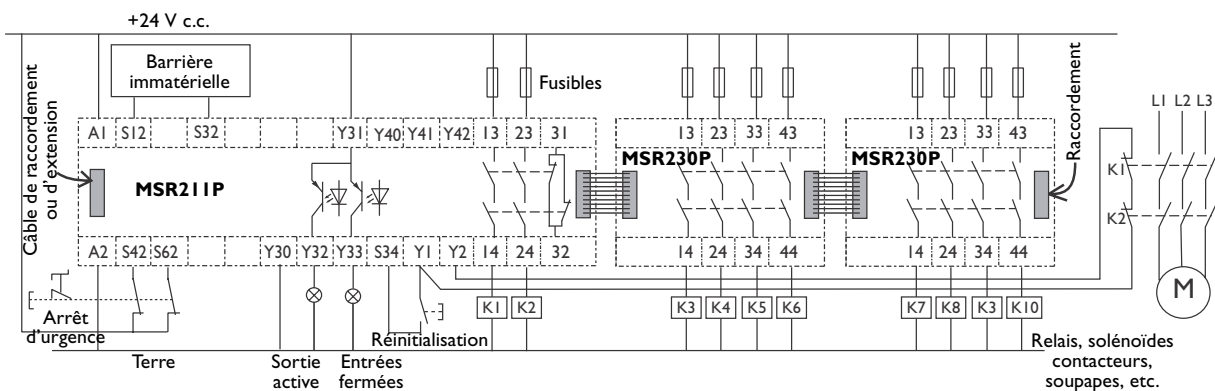 +24 V c.c.
Câble de raccordement
ou d'extension
Barrière
immatérielle
Fusibles
Raccordement
L1 L2 L3
A1 S12 S32 Y31 Y40 Y41 Y42 13 23 31
13 23 33 43
13 23 33 43
MSR211P
MSR230P
MSR230P
K1
K2
A2 S42 S62 Y30 Y32 Y33 S34 Y1 Y2 14 24 32
14 24 34 44
14 24 34 44
M
K1 K2 K3 K4 K5 K6 K7 K8 K3 K10
Arrêt
d'urgence
Réinitialisation
Terre
Sortie
active
Entrées
fermées
Relais, solénoïdes
contacteurs,
soupapes, etc.